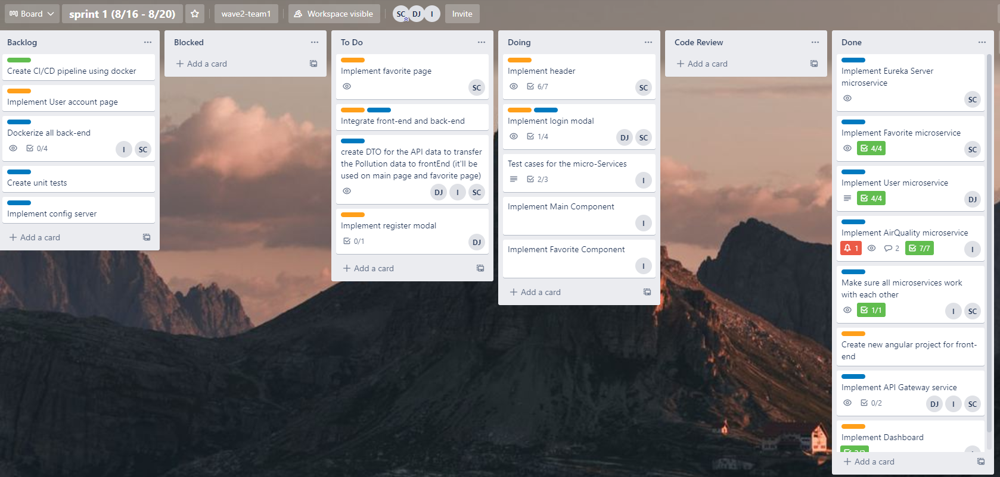 Board
sprint 1 (8/16 - 8/20)
wave2-team1
Workspace visible
SC
DJ
I
Invite
Backlog
Create CI/CD pipeline using docker
Implement User account page
Dockerize all back-end
0/4
I
SC
Create unit tests
Implement config server
Add a card
Blocked
Add a card
To Do
Implement favorite page
SC
Integrate front-end and back-end
create DTO for the API data to transfer
the Pollution data to frontEnd (it'll be
used on main page and favorite page)
DJ
I
SC
Implement register modal
0/1
DJ
Add a card
Doing
Implement header
6/7
SC
Implement login modal
1/4
DJ
SC
Test cases for the micro-Services
2/3
I
Implement Main Component
I
Implement Favorite Component
I
Add a card
Code Review
Add a card
Done
Implement Eureka Server
microservice
SC
Implement Favorite microservice
4/4
SC
Implement User microservice
4/4
DJ
Implement AirQuality microservice
1
2
7/7
I
Make sure all microservices work
with each other
1/1
I
SC
Create new angular project for front-
end
Implement API Gateway service
0/2
DJ
I
SC
Implement Dashboard
Add a card